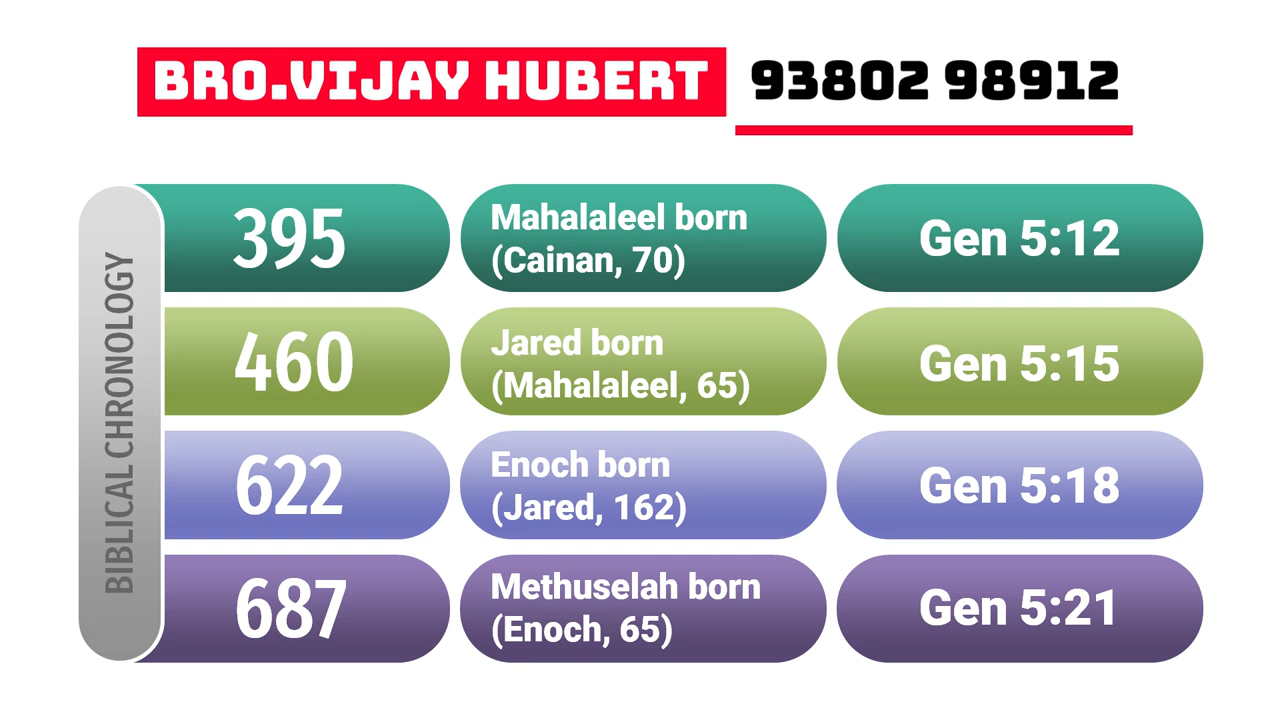 BRO.VIJAY HUBERT 93802 98912
BIBLICAL CHRONOLOGY
395
Mahalaleel born
(Cainan, 70)
Gen 5:12
460
Jared born
(Mahalaleel, 65)
Gen 5:15
622
Enoch born
(Jared, 162)
Gen 5:18
687
Methuselah born
(Enoch, 65)
Gen 5:21